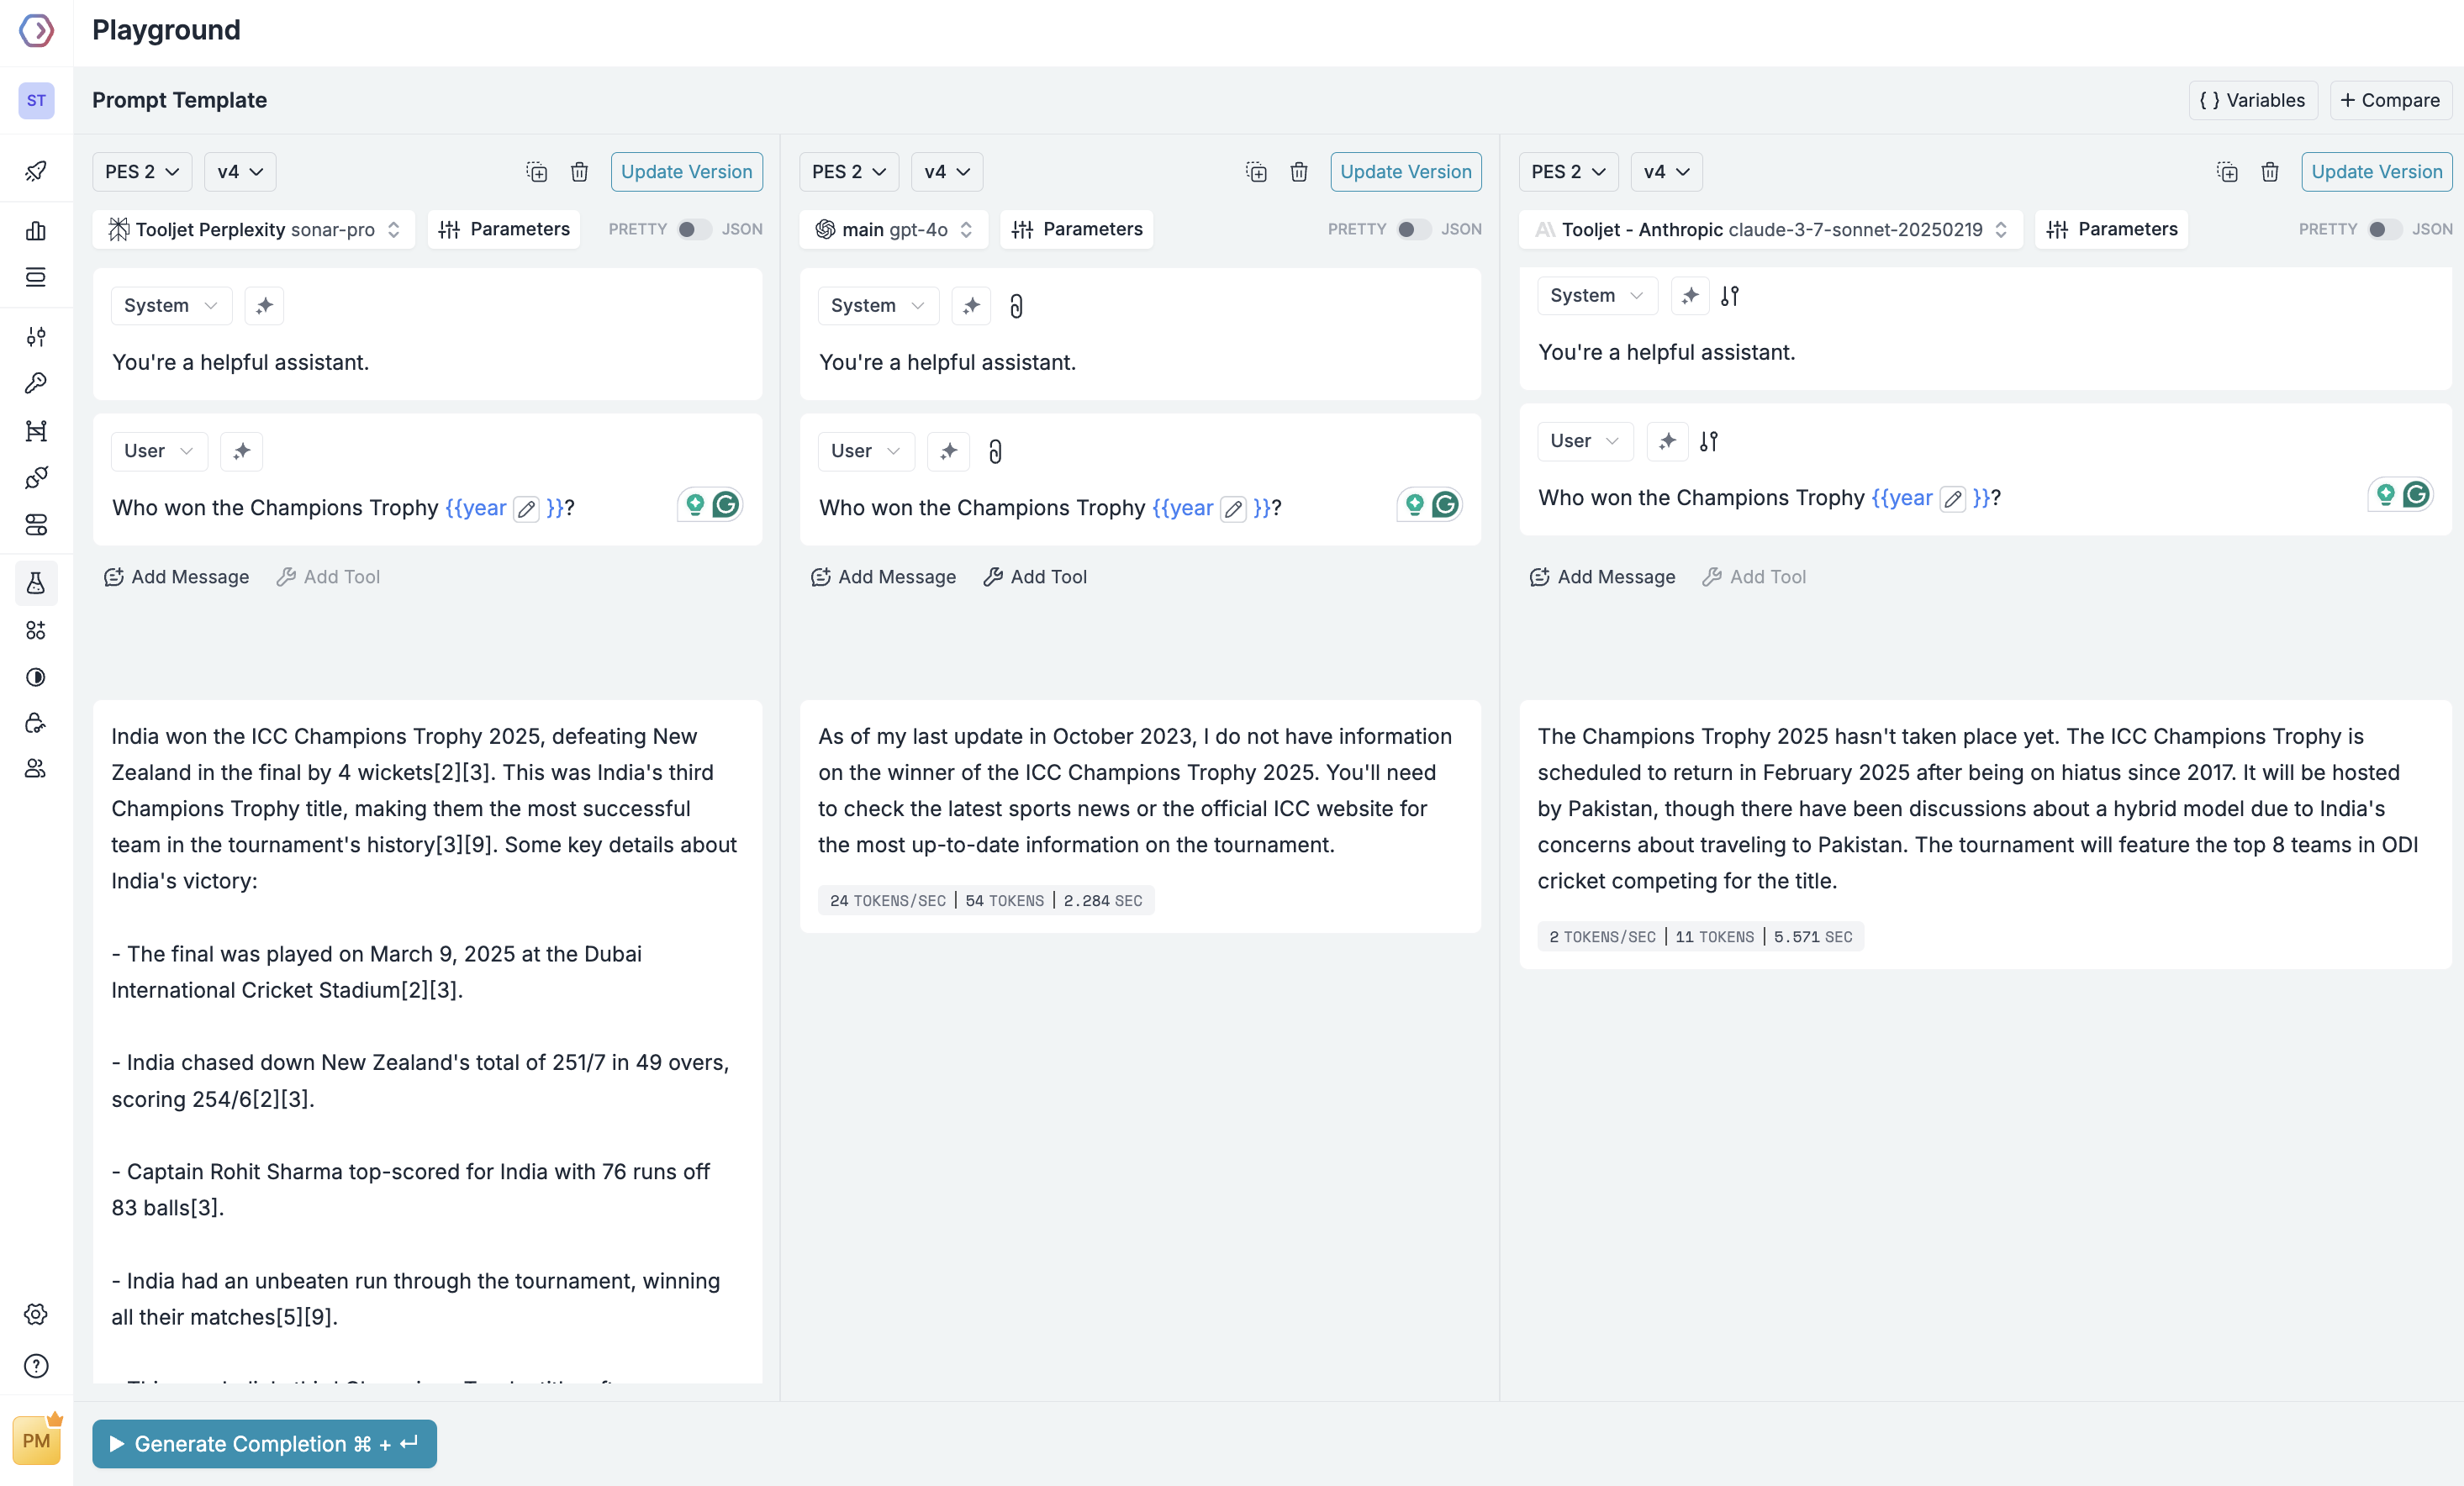 Playground
ST
Prompt Template
{ } Variables
+ Compare
PES 2
v4
Update Version
Tooljet Perplexity sonar-pro
Parameters
PRETTY
JSON
System
You're a helpful assistant.
User
Who won the Champions Trophy {{year }}?
Add Message
Add Tool
India won the ICC Champions Trophy 2025, defeating New
Zealand in the final by 4 wickets[2][3]. This was India's third
Champions Trophy title, making them the most successful
team in the tournament's history[3][9]. Some key details about
India's victory:
- The final was played on March 9, 2025 at the Dubai
International Cricket Stadium[2][3].
- India chased down New Zealand's total of 251/7 in 49 overs,
scoring 254/6[2][3].
- Captain Rohit Sharma top-scored for India with 76 runs off
83 balls[3].
- India had an unbeaten run through the tournament, winning
all their matches[5][9].
PES 2
v4
Update Version
main gpt-4o
Parameters
PRETTY
JSON
System
You're a helpful assistant.
User
Who won the Champions Trophy {{year }}?
Add Message
Add Tool
As of my last update in October 2023, I do not have information
on the winner of the ICC Champions Trophy 2025. You'll need
to check the latest sports news or the official ICC website for
the most up-to-date information on the tournament.
24 TOKENS/SEC | 54 TOKENS | 2.284 SEC
PES 2
v4
Update Version
Tooljet - Anthropic claude-3-7-sonnet-20250219
Parameters
PRETTY
JSON
System
You're a helpful assistant.
User
Who won the Champions Trophy {{year }}?
Add Message
Add Tool
The Champions Trophy 2025 hasn't taken place yet. The ICC Champions Trophy is
scheduled to return in February 2025 after being on hiatus since 2017. It will be hosted
by Pakistan, though there have been discussions about a hybrid model due to India's
concerns about traveling to Pakistan. The tournament will feature the top 8 teams in ODI
cricket competing for the title.
2 TOKENS/SEC | 11 TOKENS | 5.571 SEC
PM
Generate Completion ⌘ + ↵